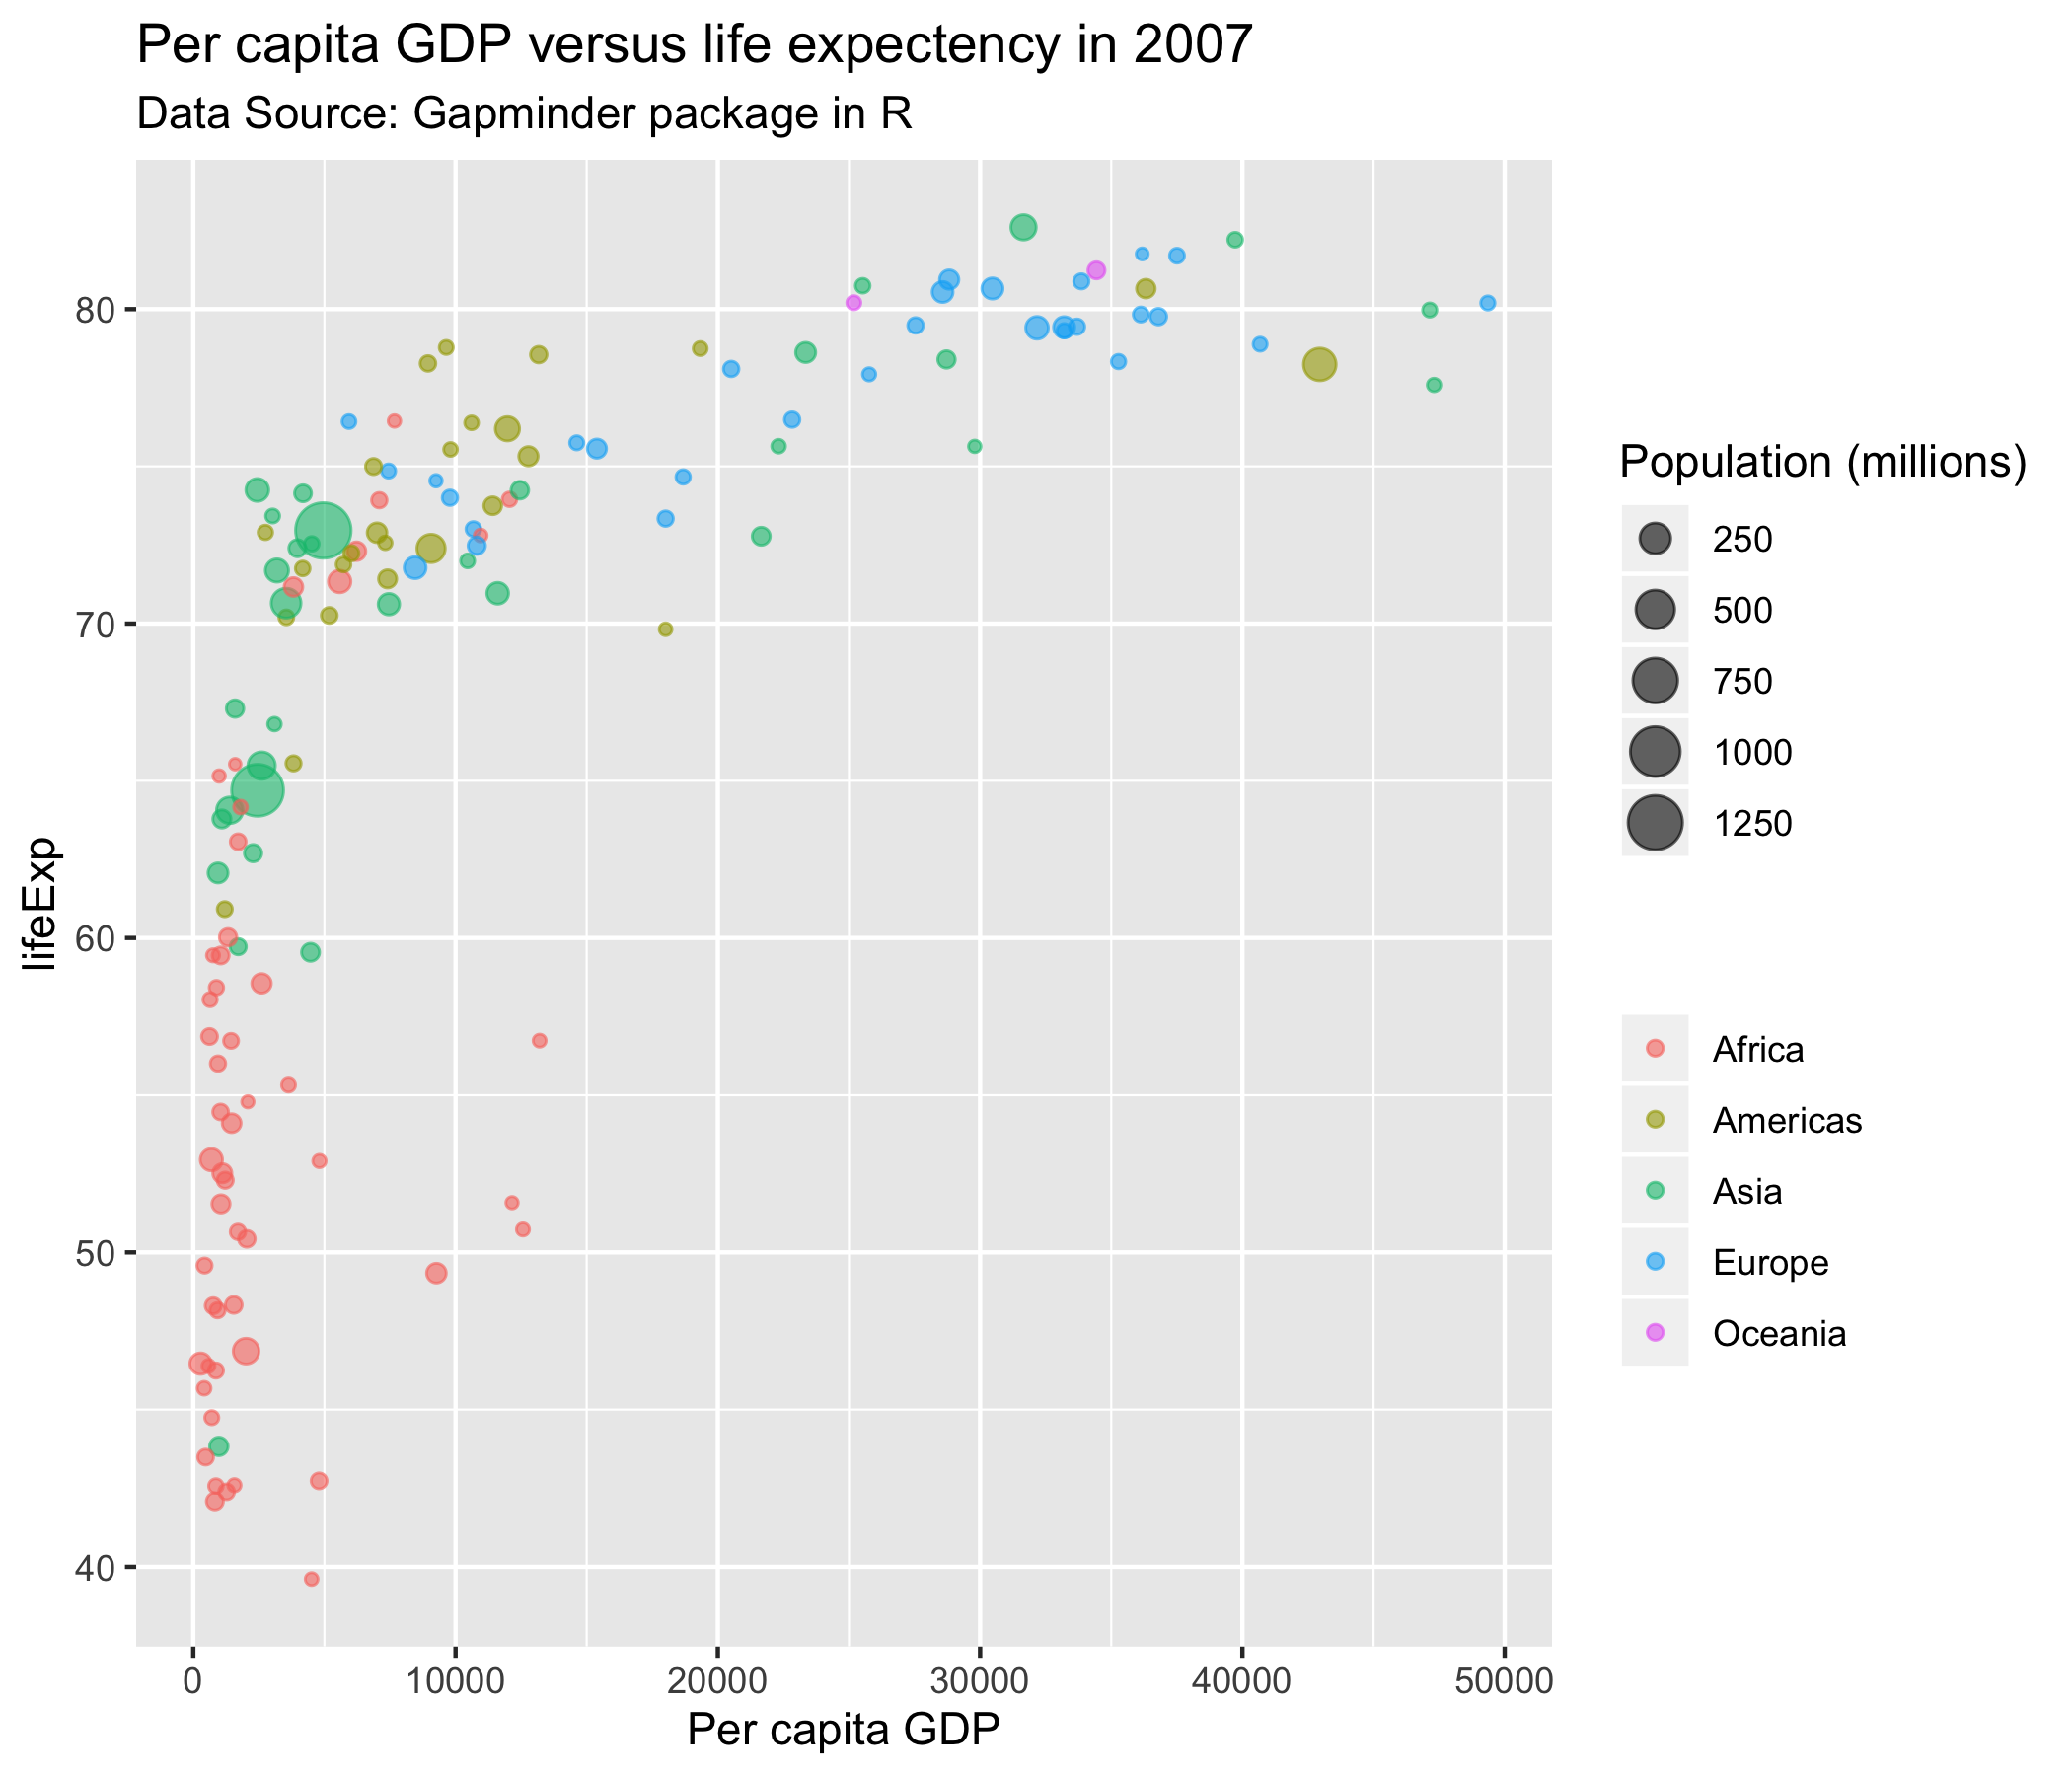 Per capita GDP versus life expectency in 2007
Data Source: Gapminder package in R
80
70
60
50
40
lifeExp
0 10000 20000 30000 40000 50000
Per capita GDP
Population (millions)
250
500
750
1000
1250
Africa
Americas
Asia
Europe
Oceania